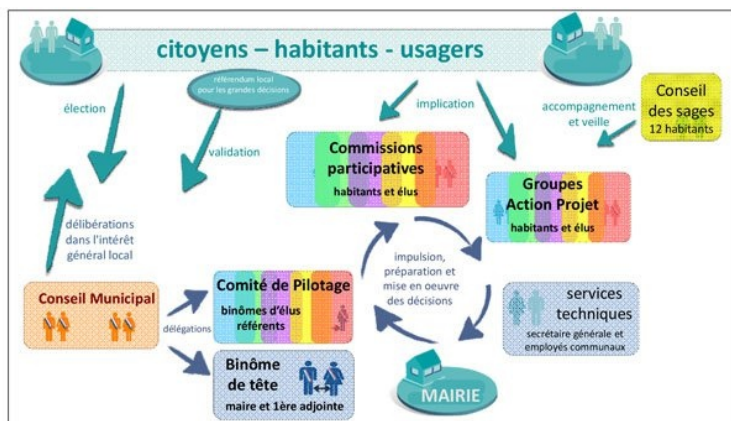 citoyens – habitants - usagers
référendum local
pour les grandes décisions
élection
validation
implication
accompagnement
et veille
Conseil
des sages
12 habitants
Commissions
participatives
habitants et élus
Groupes
Action Projet
habitants et élus
délibérations
dans l'intérêt
général local
impulsion,
préparation et
mise en oeuvre
des décisions
Conseil Municipal
délégations
Comité de Pilotage
binômes d'élus
référents
Binôme
de tête
maire et 1ère adjointe
services
techniques
secrétaire générale et
employés communaux
MAIRIE